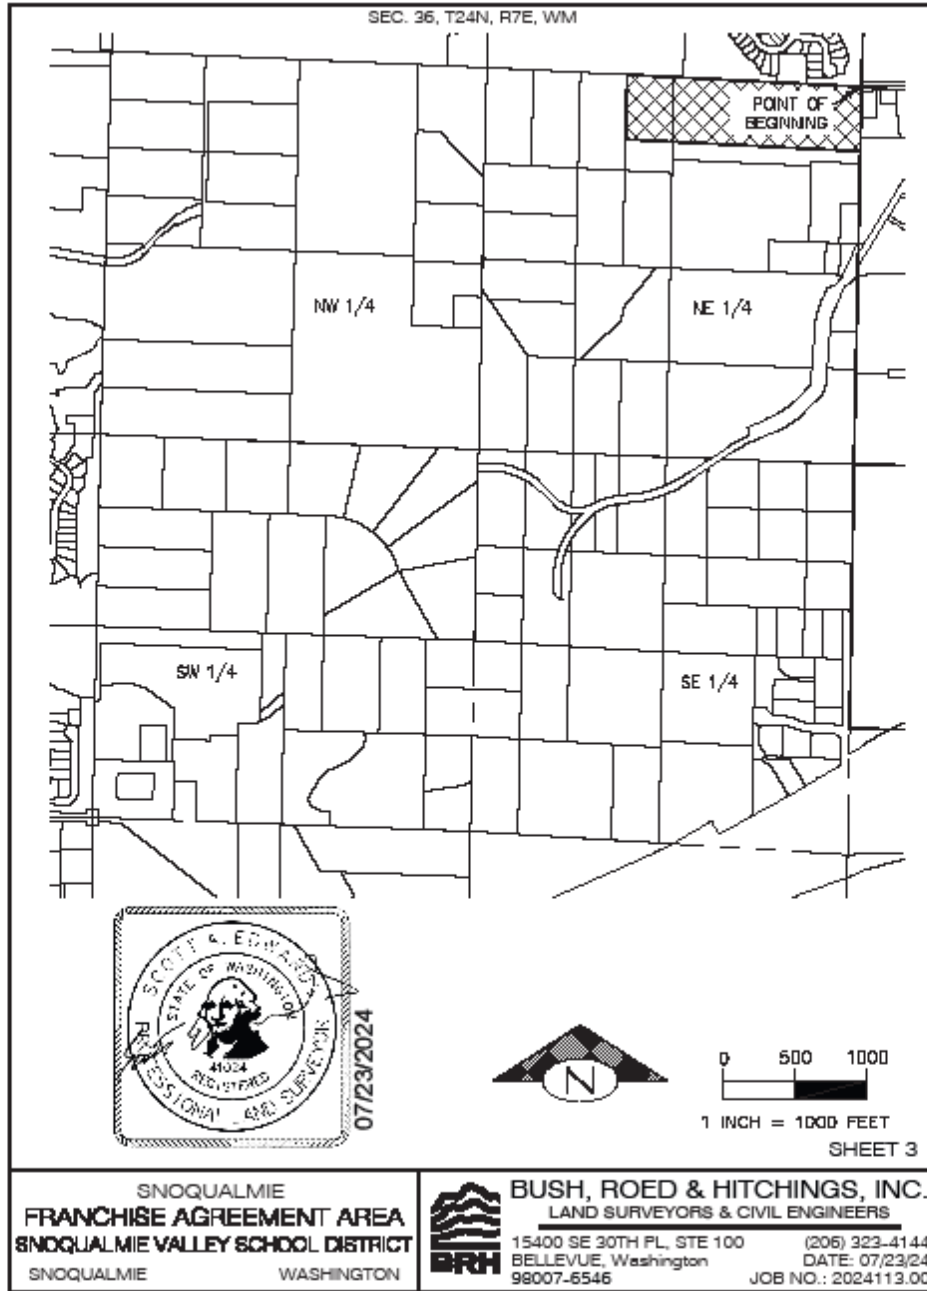 SEC. 36, T24N, R7E, WM
POINT OF
BEGINNING
NW 1/4
NE 1/4
SW 1/4
SE 1/4
SCOTT A. EDWARDS
STATE OF WASHINGTON
41024
REGISTERED
PROFESSIONAL LAND SURVEYOR
07/23/2024
N
0 500 1000
1 INCH = 1000 FEET
SHEET 3
SNOQUALMIE
FRANCHISE AGREEMENT AREA
SNOQUALMIE VALLEY SCHOOL DISTRICT
SNOQUALMIE WASHINGTON
BRH
BUSH, ROED & HITCHINGS, INC.
LAND SURVEYORS & CIVIL ENGINEERS
15400 SE 30TH PL, STE 100 (206) 323-4144
BELLEVUE, Washington DATE: 07/23/24
98007-6546 JOB NO.: 2024113.00